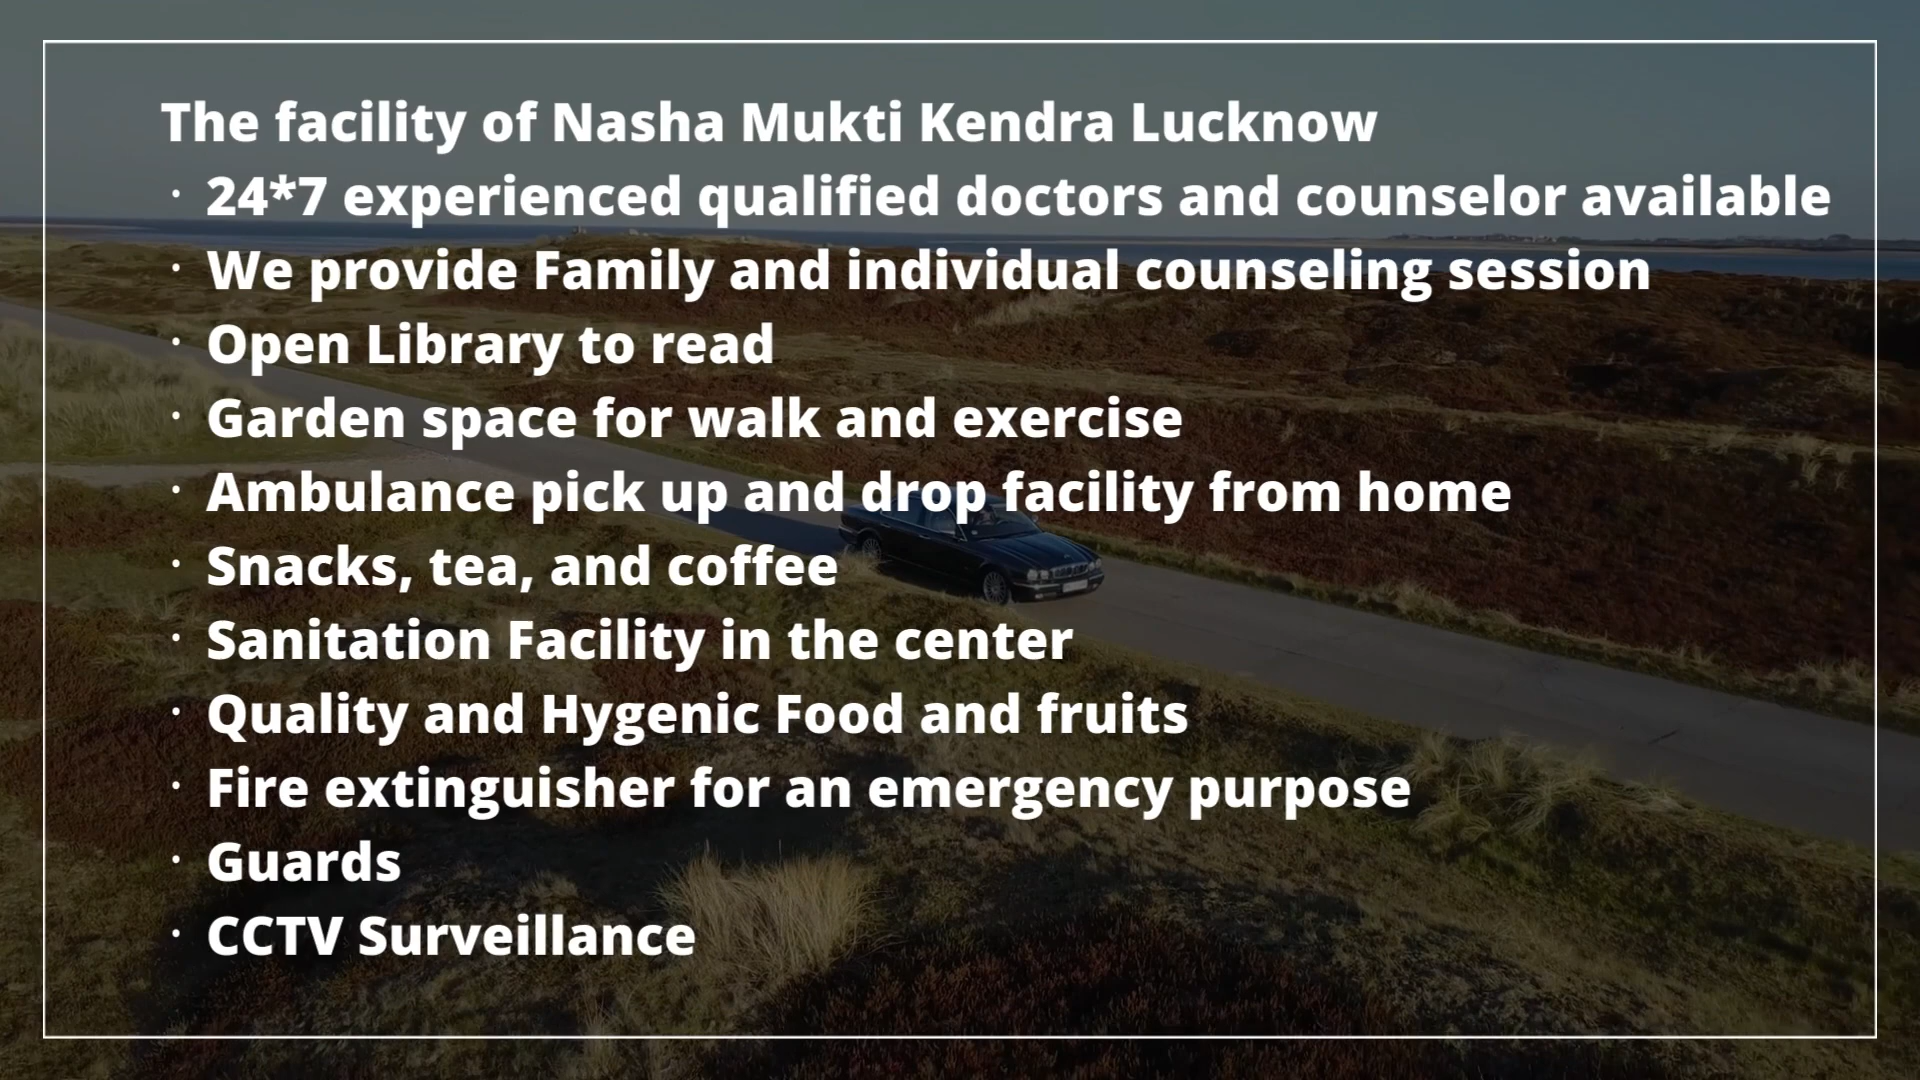 The facility of Nasha Mukti Kendra Lucknow
· 24*7 experienced qualified doctors and counselor available
· We provide Family and individual counseling session
· Open Library to read
· Garden space for walk and exercise
· Ambulance pick up and drop facility from home
· Snacks, tea, and coffee
· Sanitation Facility in the center
· Quality and Hygenic Food and fruits
· Fire extinguisher for an emergency purpose
· Guards
· CCTV Surveillance